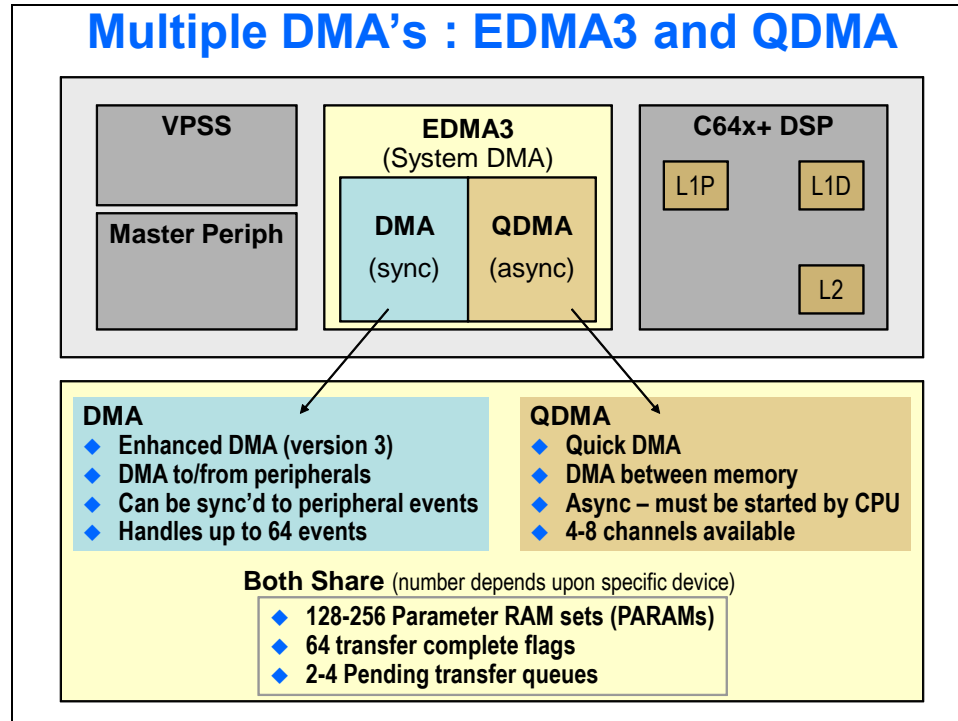 Multiple DMA's : EDMA3 and QDMA
VPSS
Master Periph
EDMA3
(System DMA)
DMA
(sync)
QDMA
(async)
C64x+ DSP
L1P
L1D
L2
DMA
◆ Enhanced DMA (version 3)
◆ DMA to/from peripherals
◆ Can be sync'd to peripheral events
◆ Handles up to 64 events
QDMA
◆ Quick DMA
◆ DMA between memory
◆ Async – must be started by CPU
◆ 4-8 channels available
Both Share (number depends upon specific device)
◆ 128-256 Parameter RAM sets (PARAMs)
◆ 64 transfer complete flags
◆ 2-4 Pending transfer queues